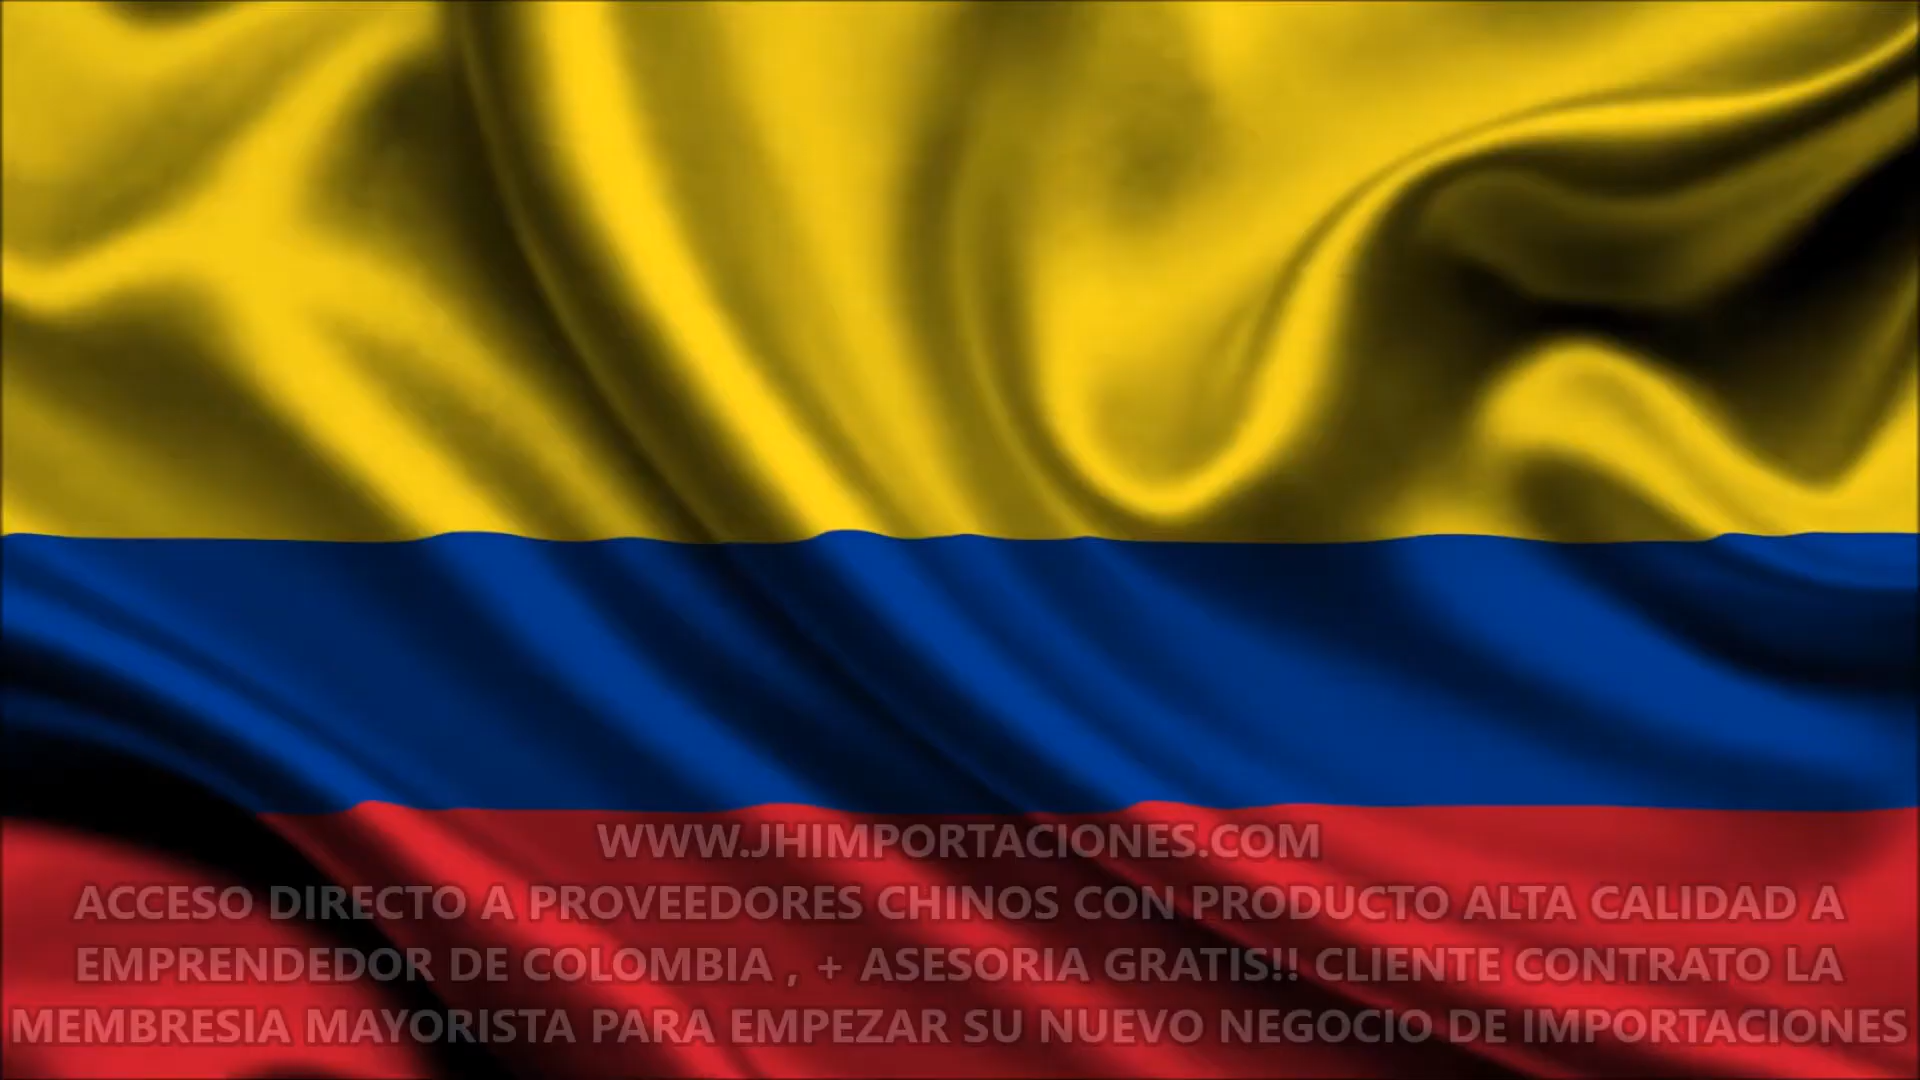 WWW.JHIMPORTACIONES.COM
ACCESO DIRECTO A PROVEEDORES CHINOS CON PRODUCTO ALTA CALIDAD A
EMPRENDEDOR DE COLOMBIA , + ASESORIA GRATIS!! CLIENTE CONTRATO LA
MEMBRESIA MAYORISTA PARA EMPEZAR SU NUEVO NEGOCIO DE IMPORTACIONES